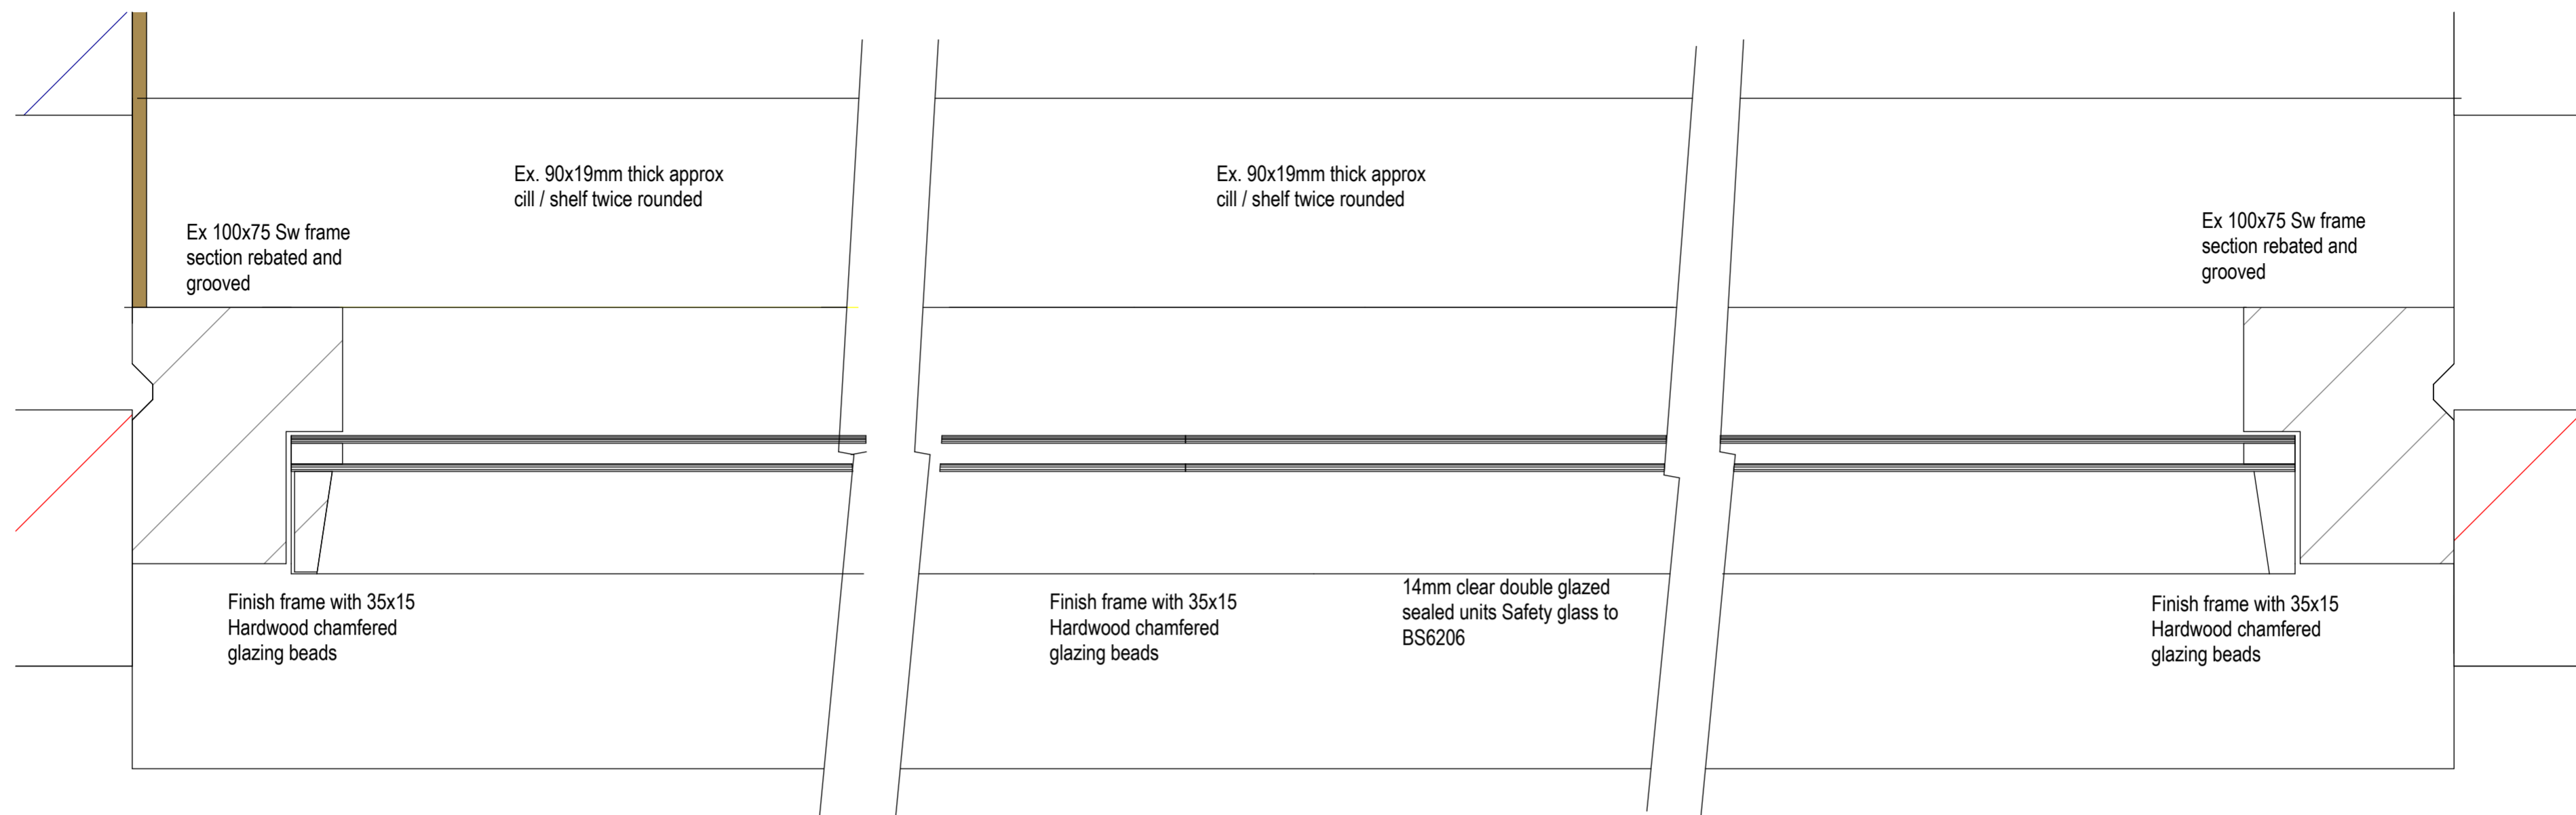 Ex. 90x19mm thick approx
cill / shelf twice rounded
Ex. 90x19mm thick approx
cill / shelf twice rounded
Ex 100x75 Sw frame
section rebated and
grooved
Ex 100x75 Sw frame
section rebated and
grooved
Finish frame with 35x15
Hardwood chamfered
glazing beads
Finish frame with 35x15
Hardwood chamfered
glazing beads
14mm clear double glazed
sealed units Safety glass to
BS6206
Finish frame with 35x15
Hardwood chamfered
glazing beads